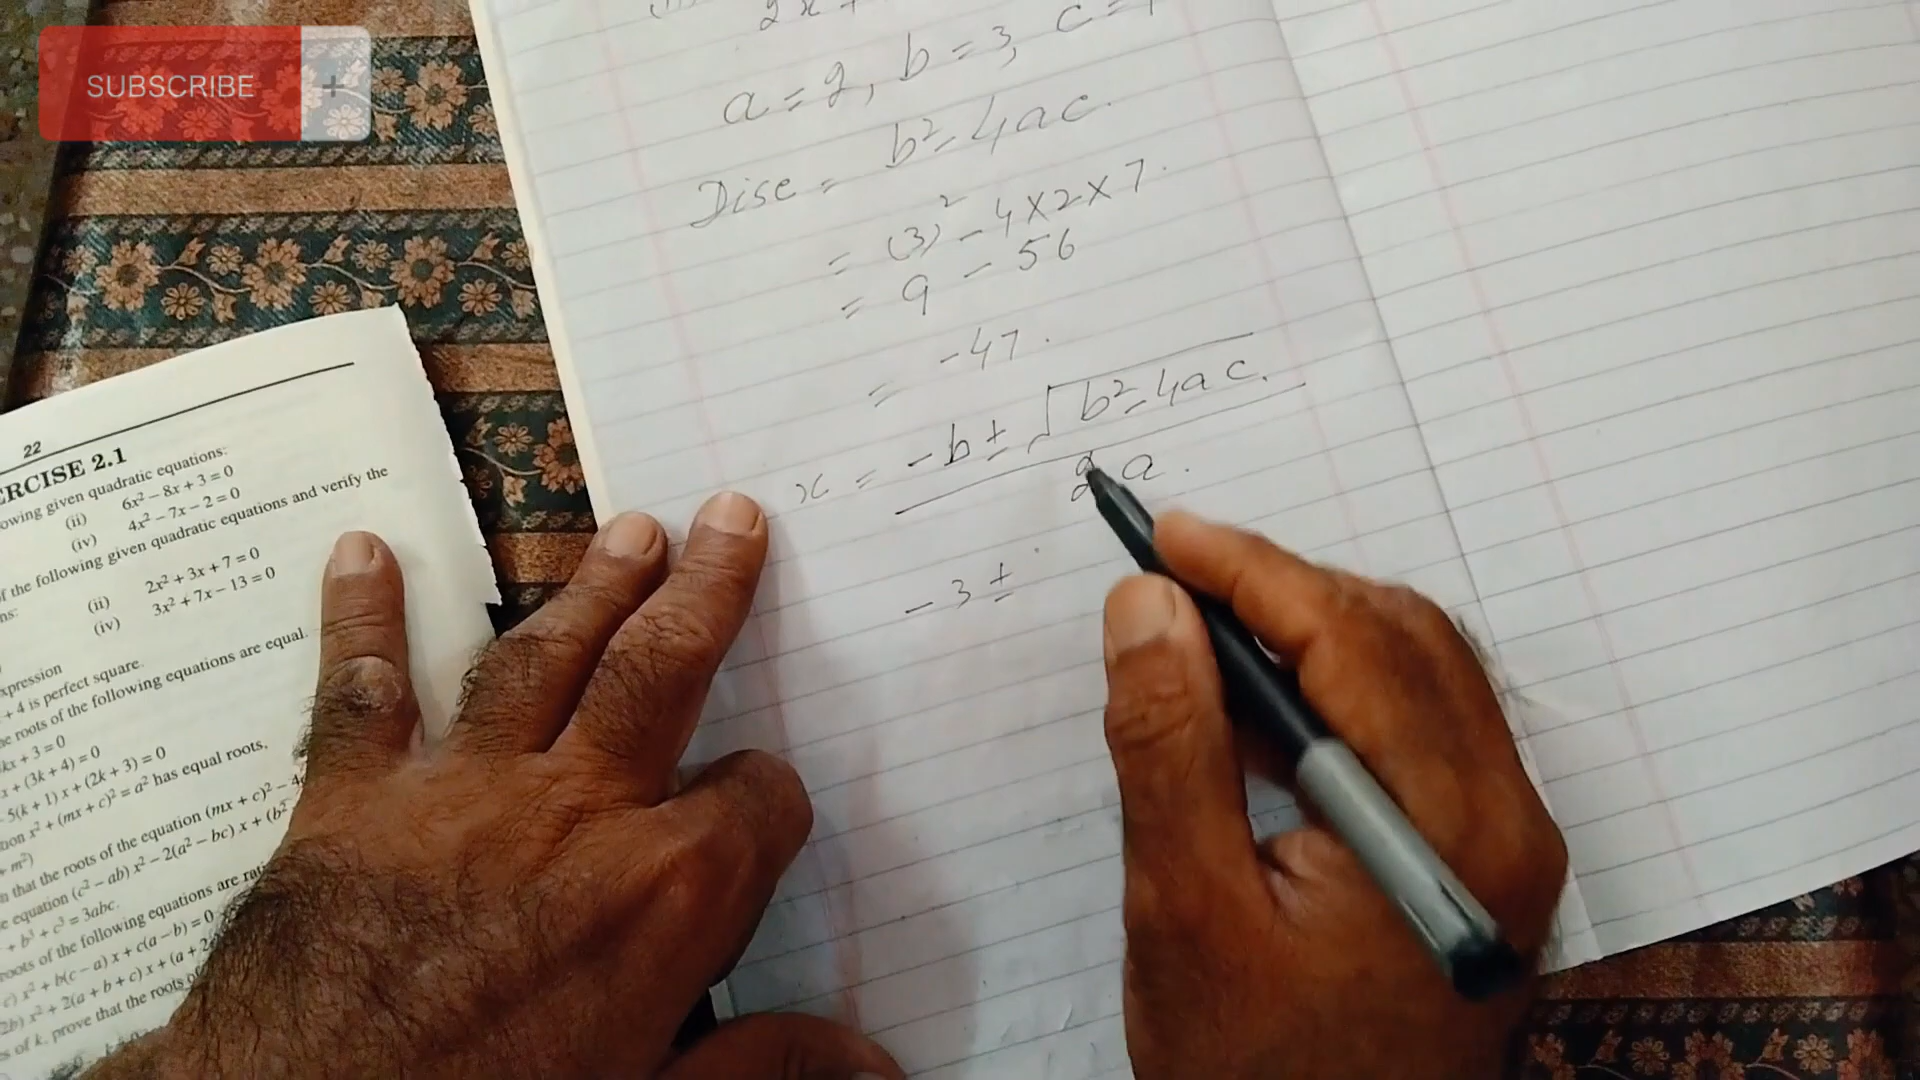 SUBSCRIBE +
a = 2, b = 3, c =
Disc = b² - 4ac.
= (3)² - 4×2×7.
= 9 - 56
= -47.
x = -b ± √b² - 4ac.
2a.
-3 ±
22
ERCISE 2.1
owing given quadratic equations:
(ii) 6x² – 8x + 3 = 0
(iv) 4x² – 7x – 2 = 0
f the following given quadratic equations and verify the
ns:
(ii) 2x² + 3x + 7 = 0
(iv) 3x² + 7x – 13 = 0
xpression
+ 4 is perfect square.
he roots of the following equations are equal.
kx + 3 = 0
x + (3k + 4) = 0
- 5(k + 1) x + (2k + 3) = 0
tion x² + (mx + c)² = a² has equal roots,
+ m²)
n that the roots of the equation (mx + c)² – 4
e equation (c² – ab) x² – 2(a² – bc) x + (b²
+ b³ + c³ = 3abc.
roots of the following equations are rati
c) x² + b(c – a) x + c(a – b) = 0
2b) x² + 2(a + b + c) x + (a + 2
s of k, prove that the roots